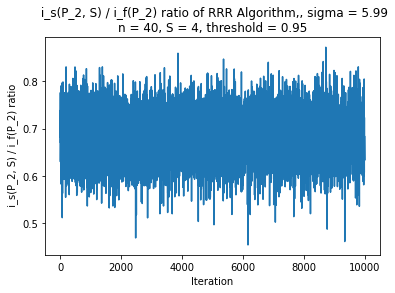 i_s(P_2, S) / i_f(P_2) ratio of RRR Algorithm,, sigma = 5.99
n = 40, S = 4, threshold = 0.95
i_s(P_2, S) / i_f(P_2) ratio
0.8
0.7
0.6
0.5
0
2000
4000
6000
8000
10000
Iteration